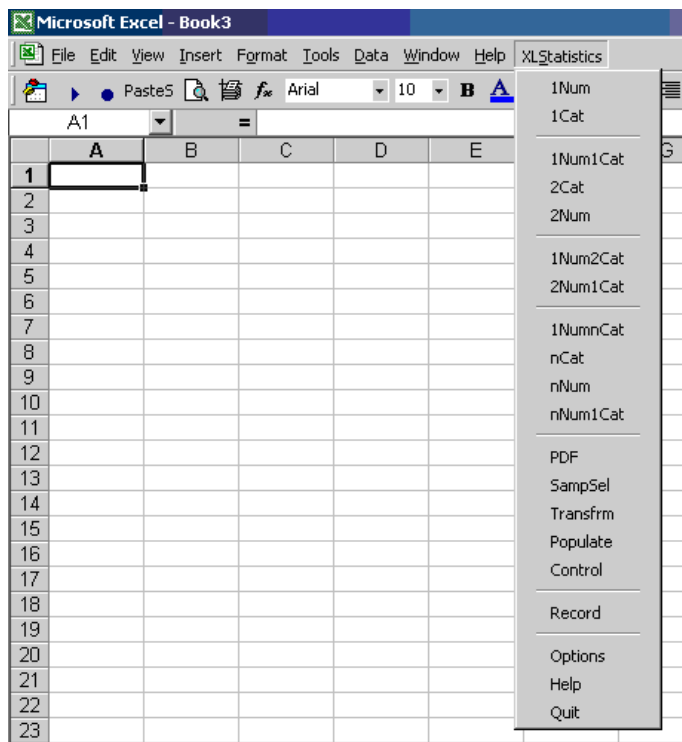 Microsoft Excel - Book3
File Edit View Insert Format Tools Data Window Help XLStatistics
PasteS fx Arial 10 B A
A1 =
A B C D E G
1
2
3
4
5
6
7
8
9
10
11
12
13
14
15
16
17
18
19
20
21
22
23
1Num
1Cat
1Num1Cat
2Cat
2Num
1Num2Cat
2Num1Cat
1NumnCat
nCat
nNum
nNum1Cat
PDF
SampSel
Transfrm
Populate
Control
Record
Options
Help
Quit